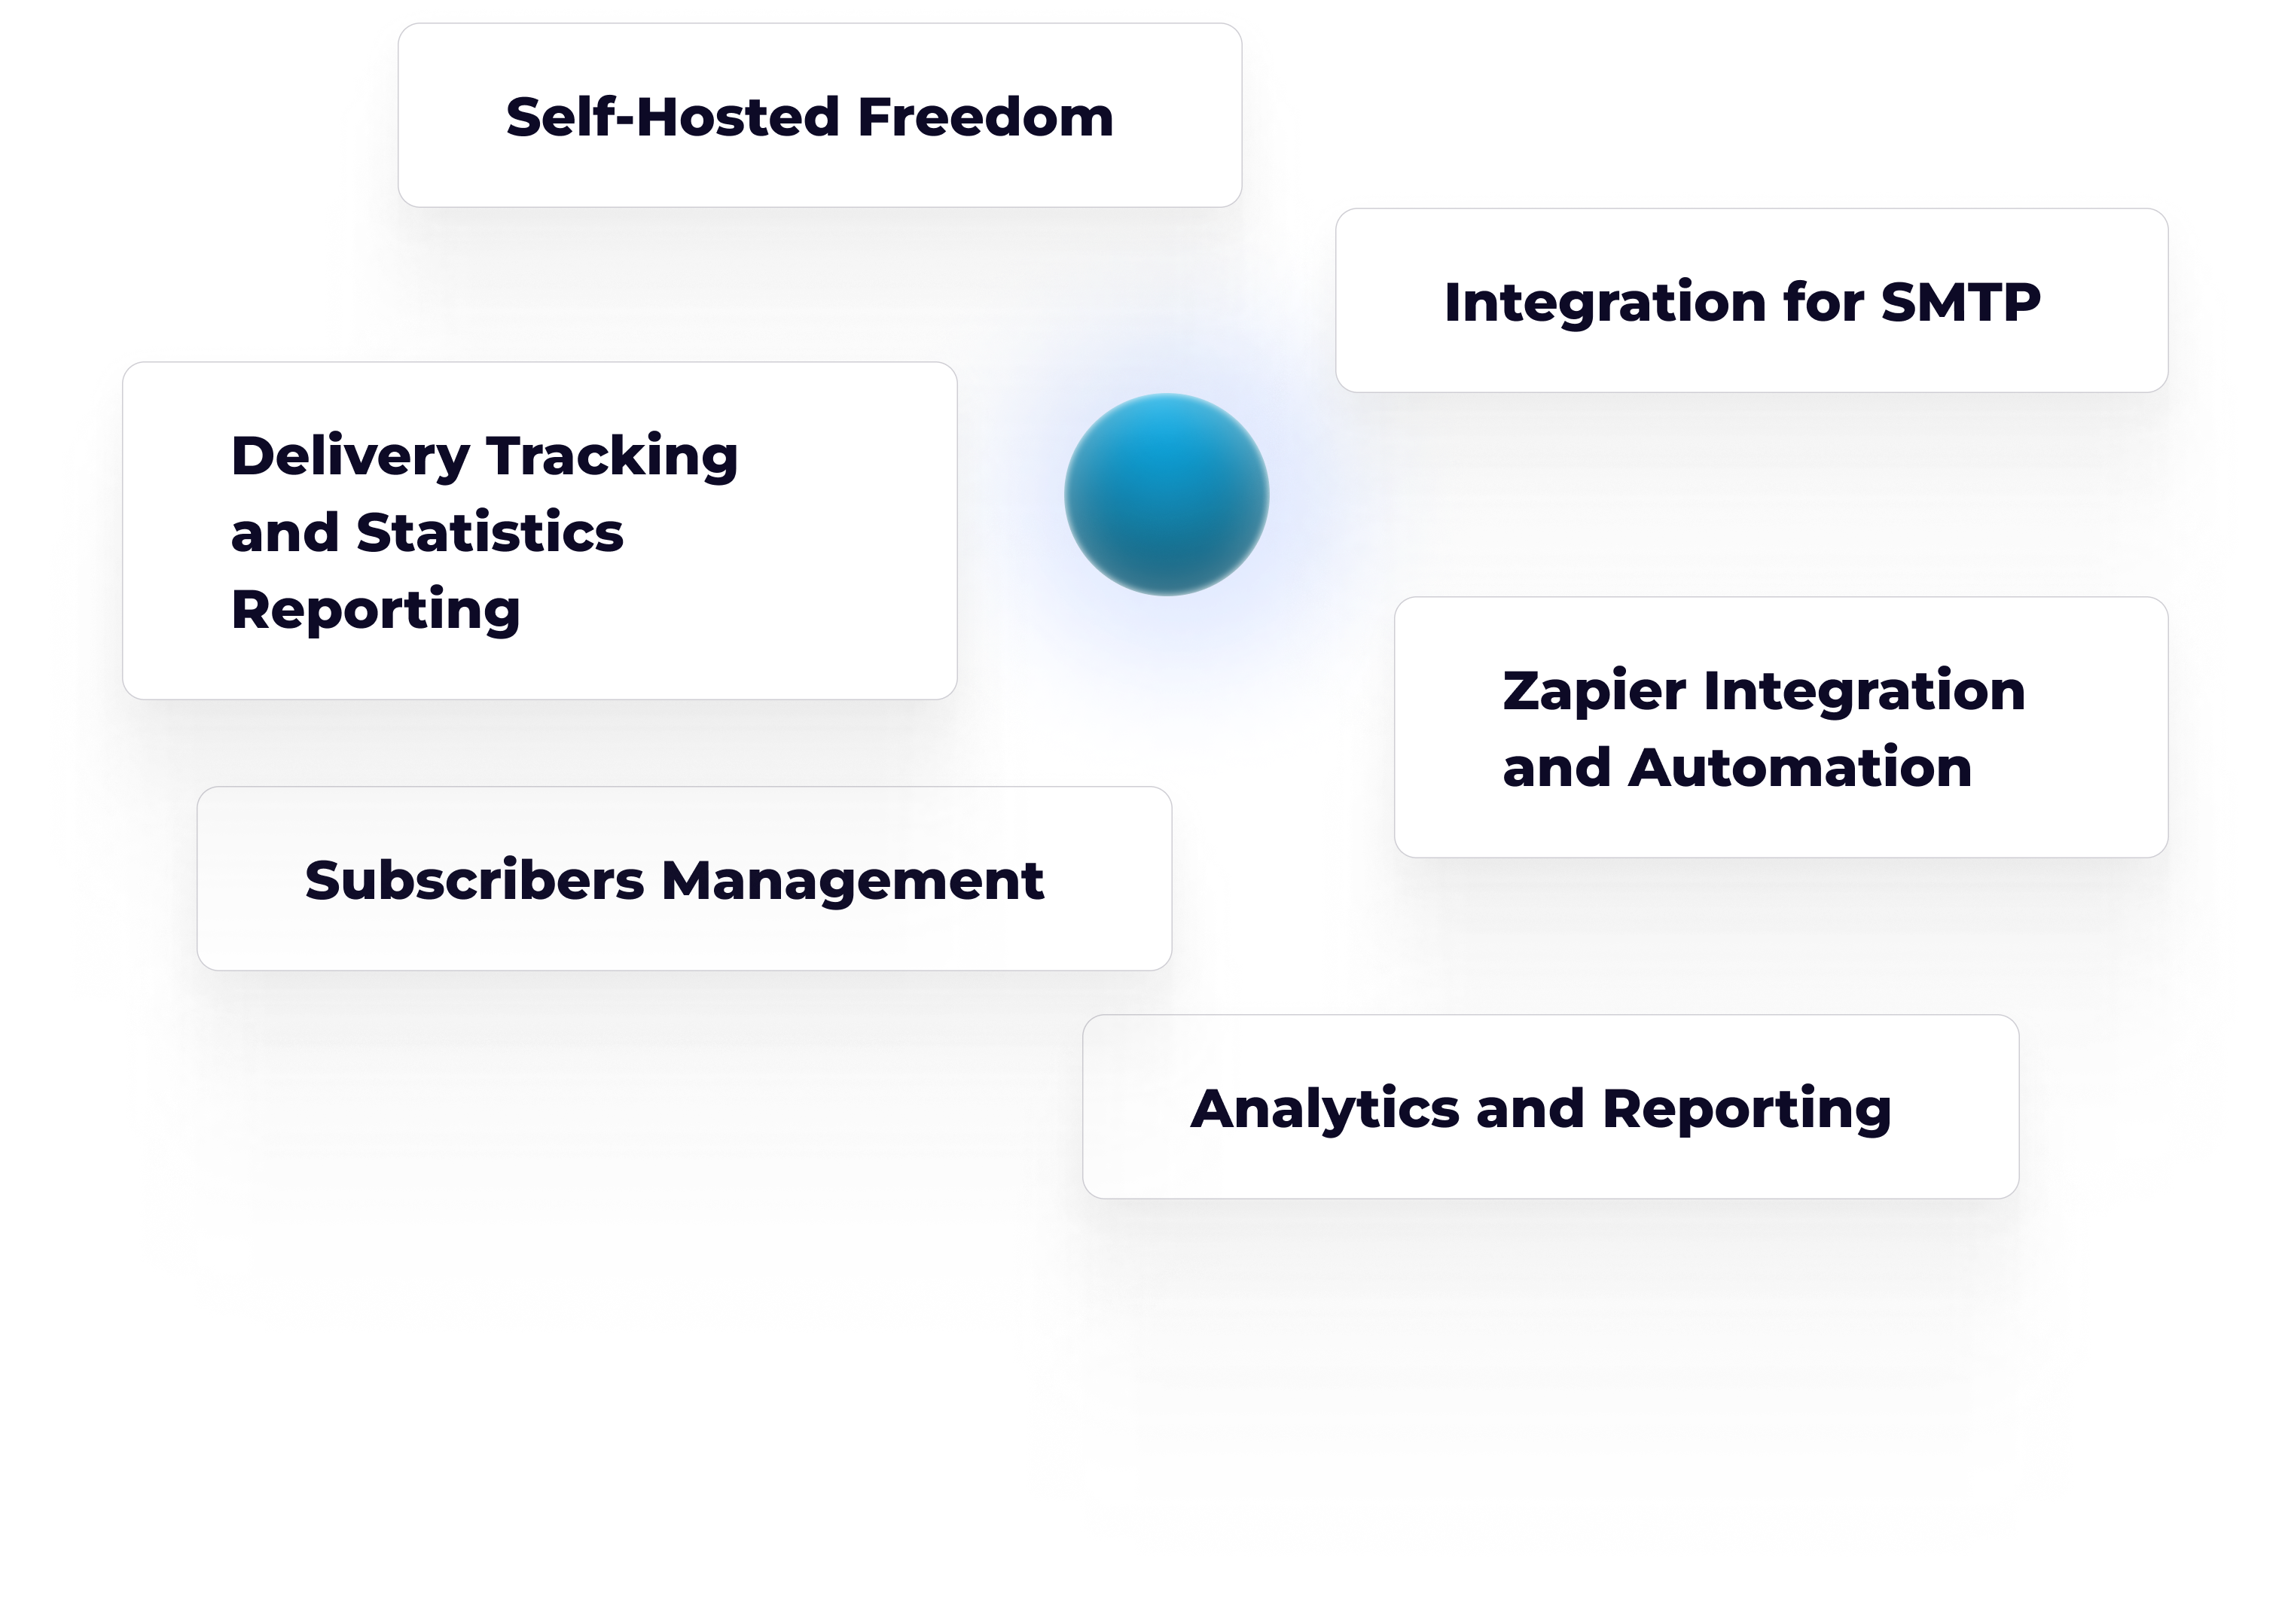 Self-Hosted Freedom
Integration for SMTP
Delivery Tracking
and Statistics
Reporting
Zapier Integration
and Automation
Subscribers Management
Analytics and Reporting